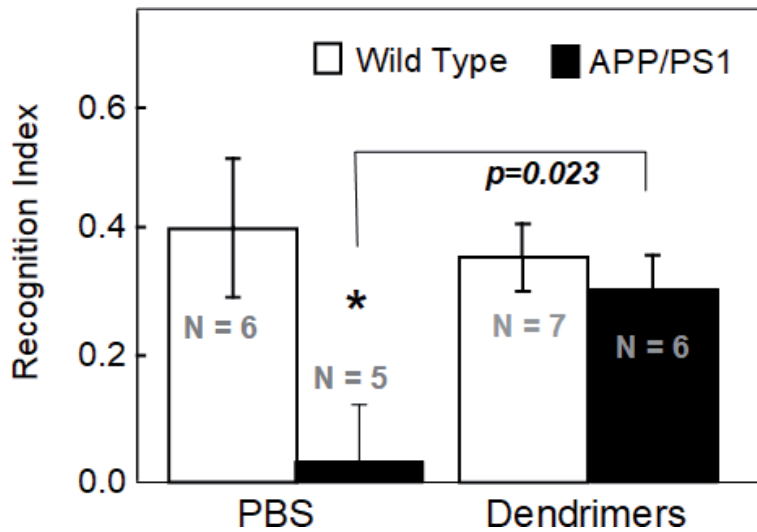 Wild Type APP/PS1
Recognition Index
0.6
0.4
0.2
0.0
p=0.023
*
N = 6
N = 5
N = 7
N = 6
PBS Dendrimers